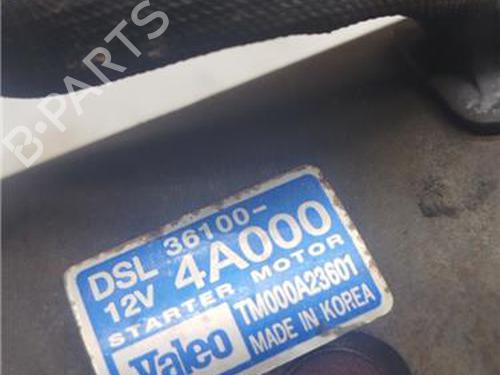 B-PARTS
DSL 36100-
12V 4A000
STARTER MOTOR
Valeo TM000A23601
MADE IN KOREA